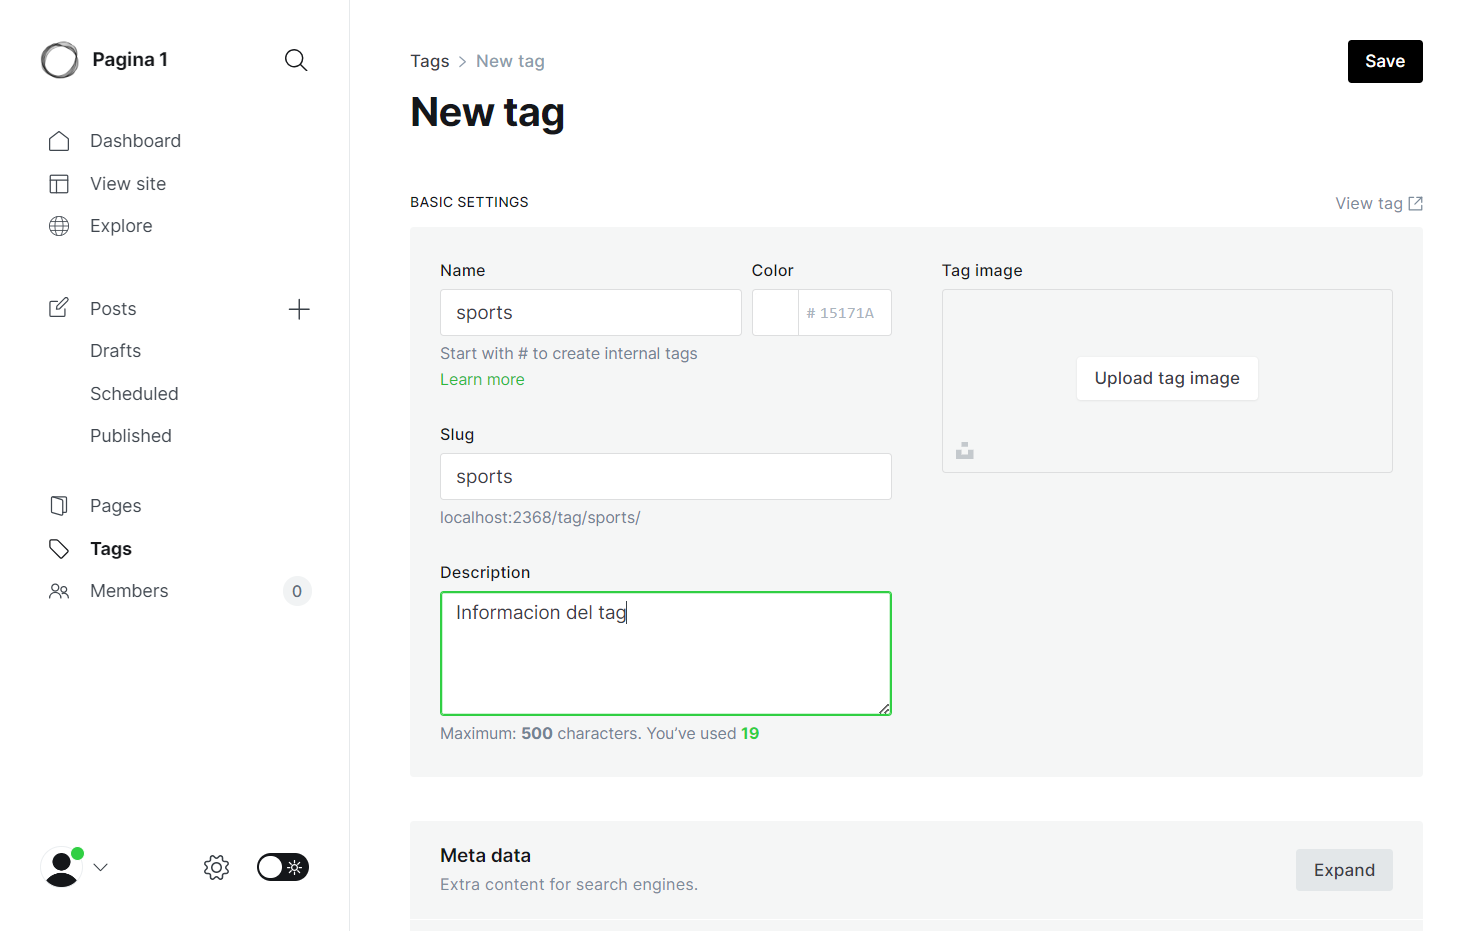 Pagina 1
Dashboard
View site
Explore
Posts
Drafts
Scheduled
Published
Pages
Tags
Members
0
Tags > New tag
Save
New tag
BASIC SETTINGS
View tag
Name
sports
Start with # to create internal tags
Learn more
Color
# 15171A
Slug
sports
localhost:2368/tag/sports/
Description
Informacion del tag
Maximum: 500 characters. You’ve used 19
Tag image
Upload tag image
Meta data
Extra content for search engines.
Expand